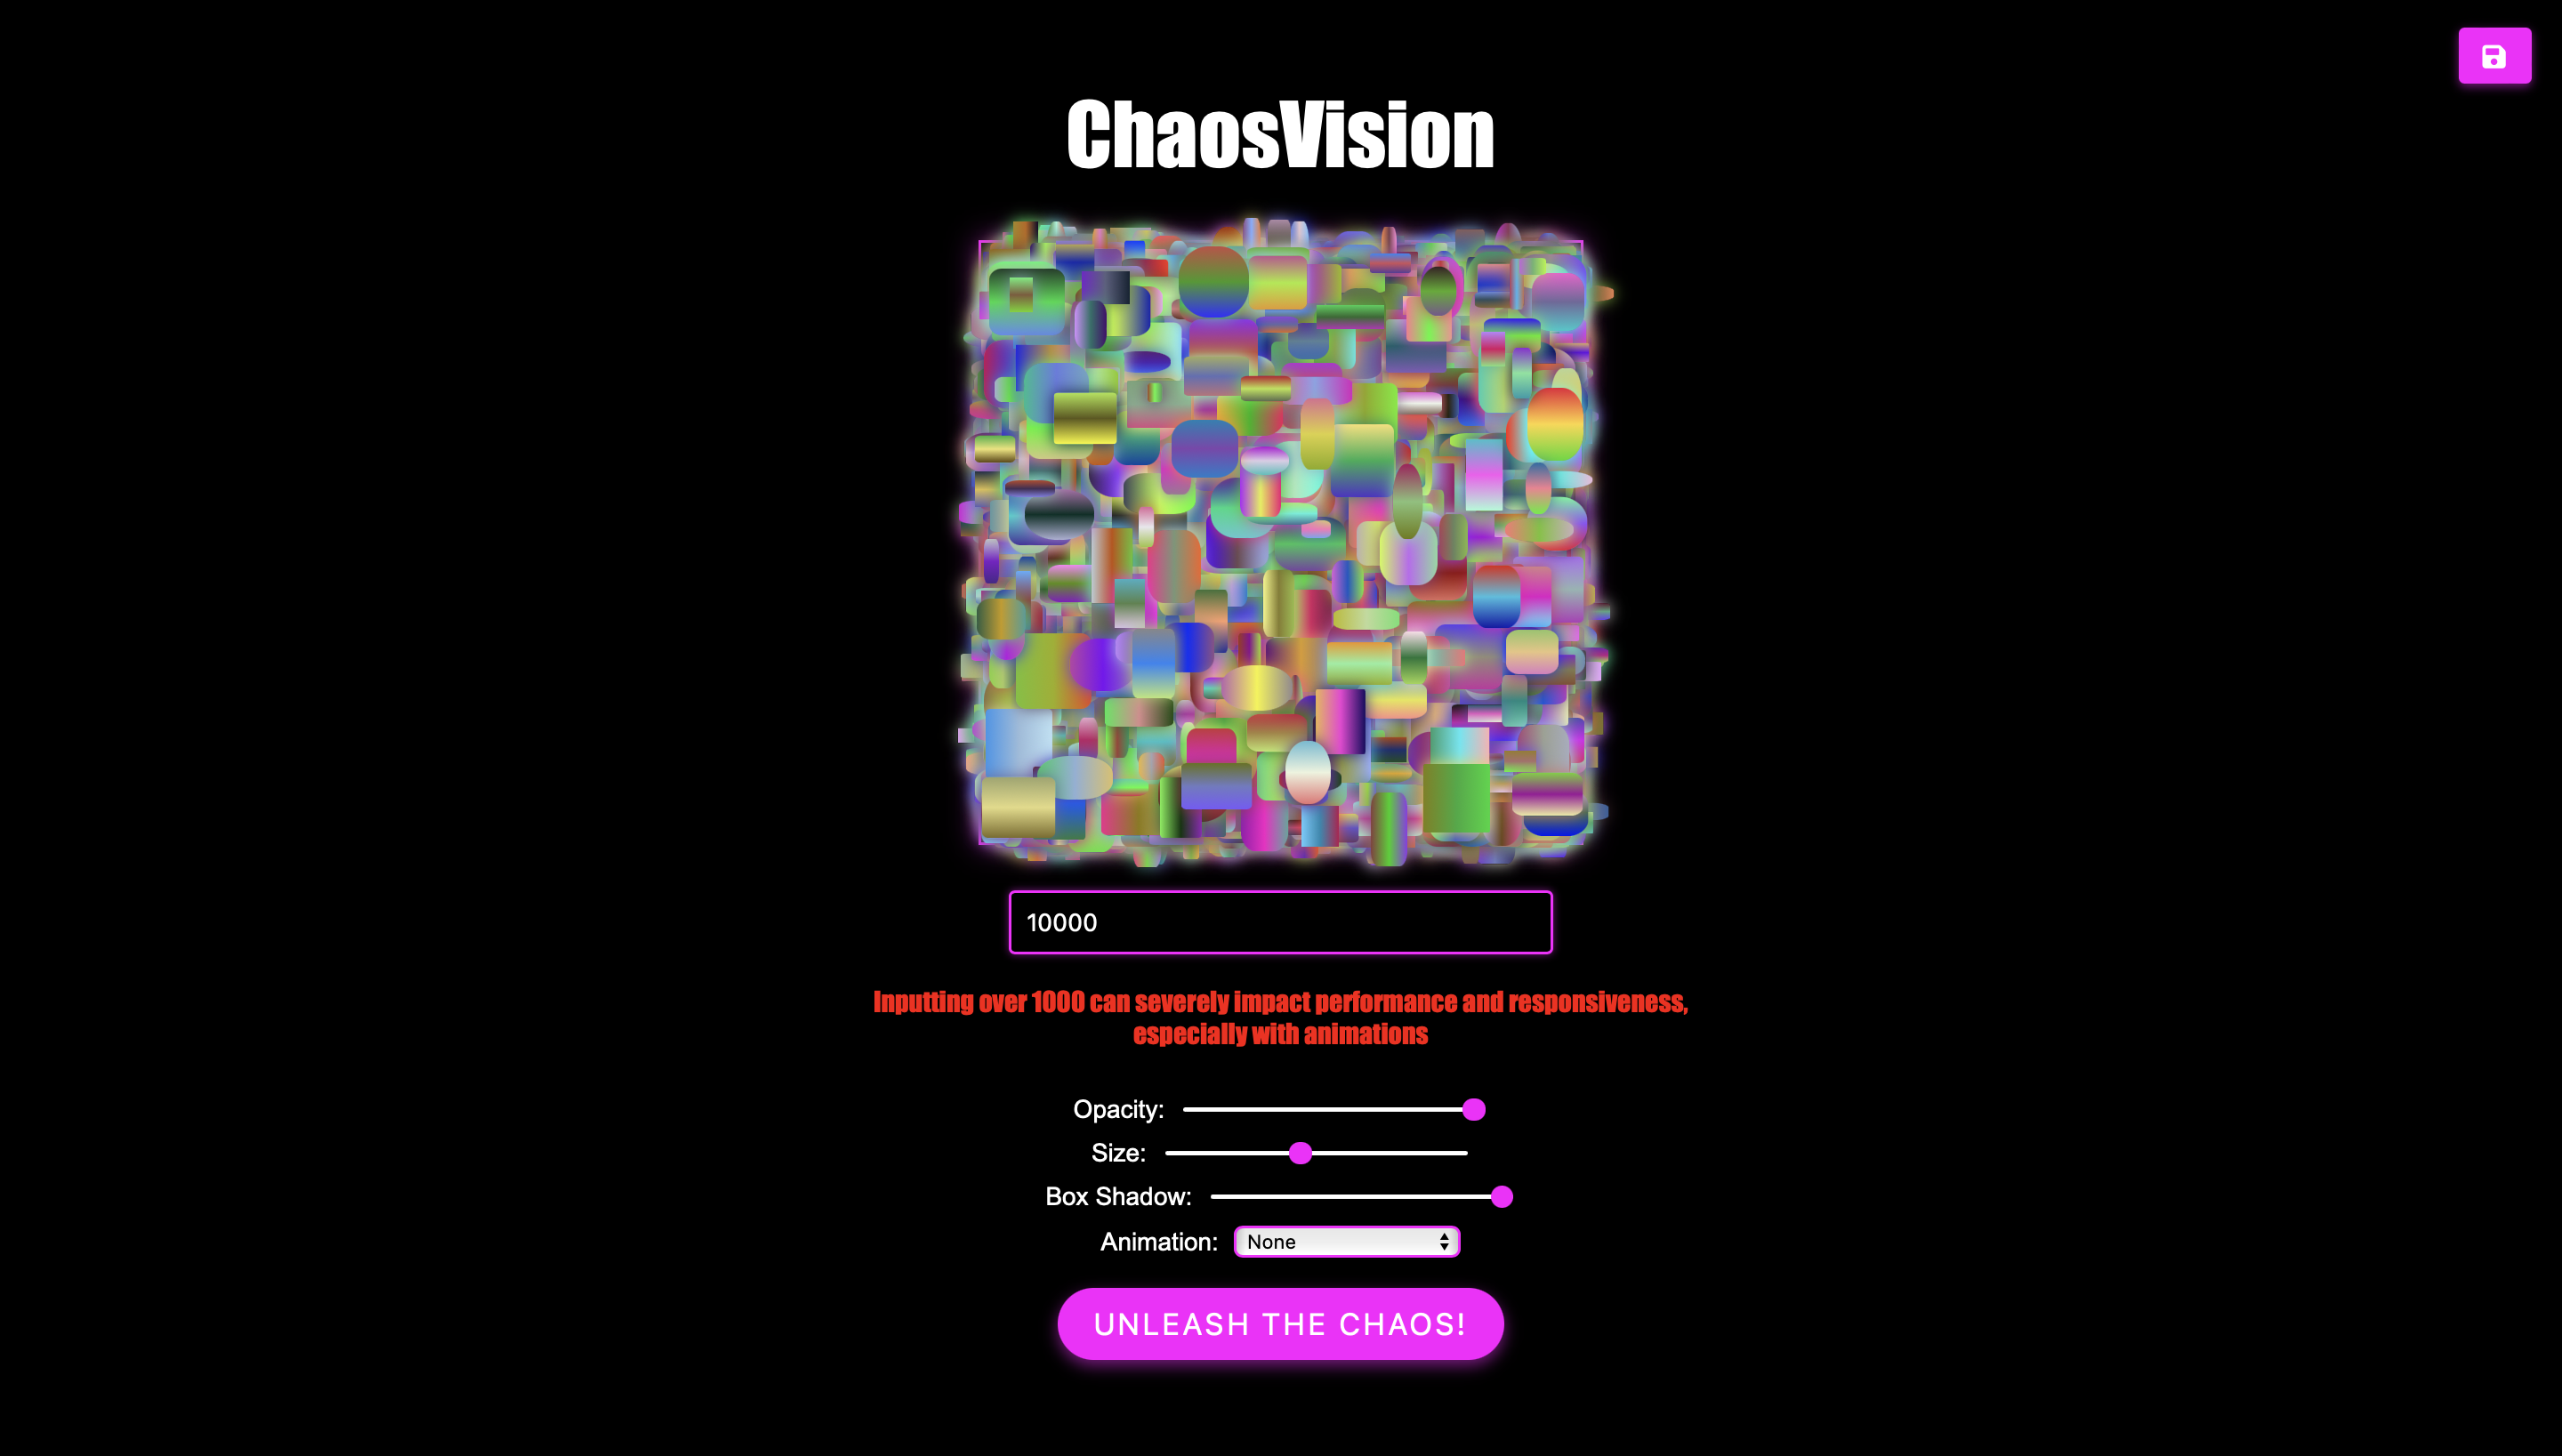 ChaosVision
10000
Inputting over 1000 can severely impact performance and responsiveness,
especially with animations
Opacity:
Size:
Box Shadow:
Animation: None
UNLEASH THE CHAOS!